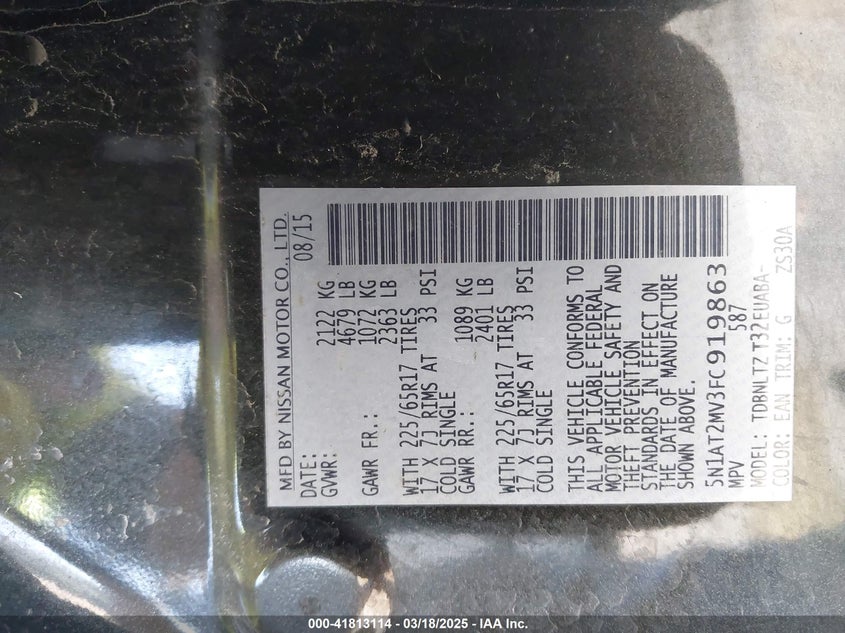 MFD BY NISSAN MOTOR CO., LTD.
DATE: 08/15
GVWR: 2122 KG
4679 LB
GAWR FR.: 1072 KG
2363 LB
WITH 225/65R17 TIRES
17 X 7J RIMS AT 33 PSI
COLD SINGLE
GAWR RR.: 1089 KG
2401 LB
WITH 225/65R17 TIRES
17 X 7J RIMS AT 33 PSI
COLD SINGLE
THIS VEHICLE CONFORMS TO
ALL APPLICABLE FEDERAL
MOTOR VEHICLE SAFETY AND
THEFT PREVENTION
STANDARDS IN EFFECT ON
THE DATE OF MANUFACTURE
SHOWN ABOVE.
5N1AT2MV3FC919863
MPV 587
MODEL: TDBNLTZ T32EUABA-
COLOR: EAN TRIM: G ZS30A
000-41813114 - 03/18/2025 - IAA Inc.